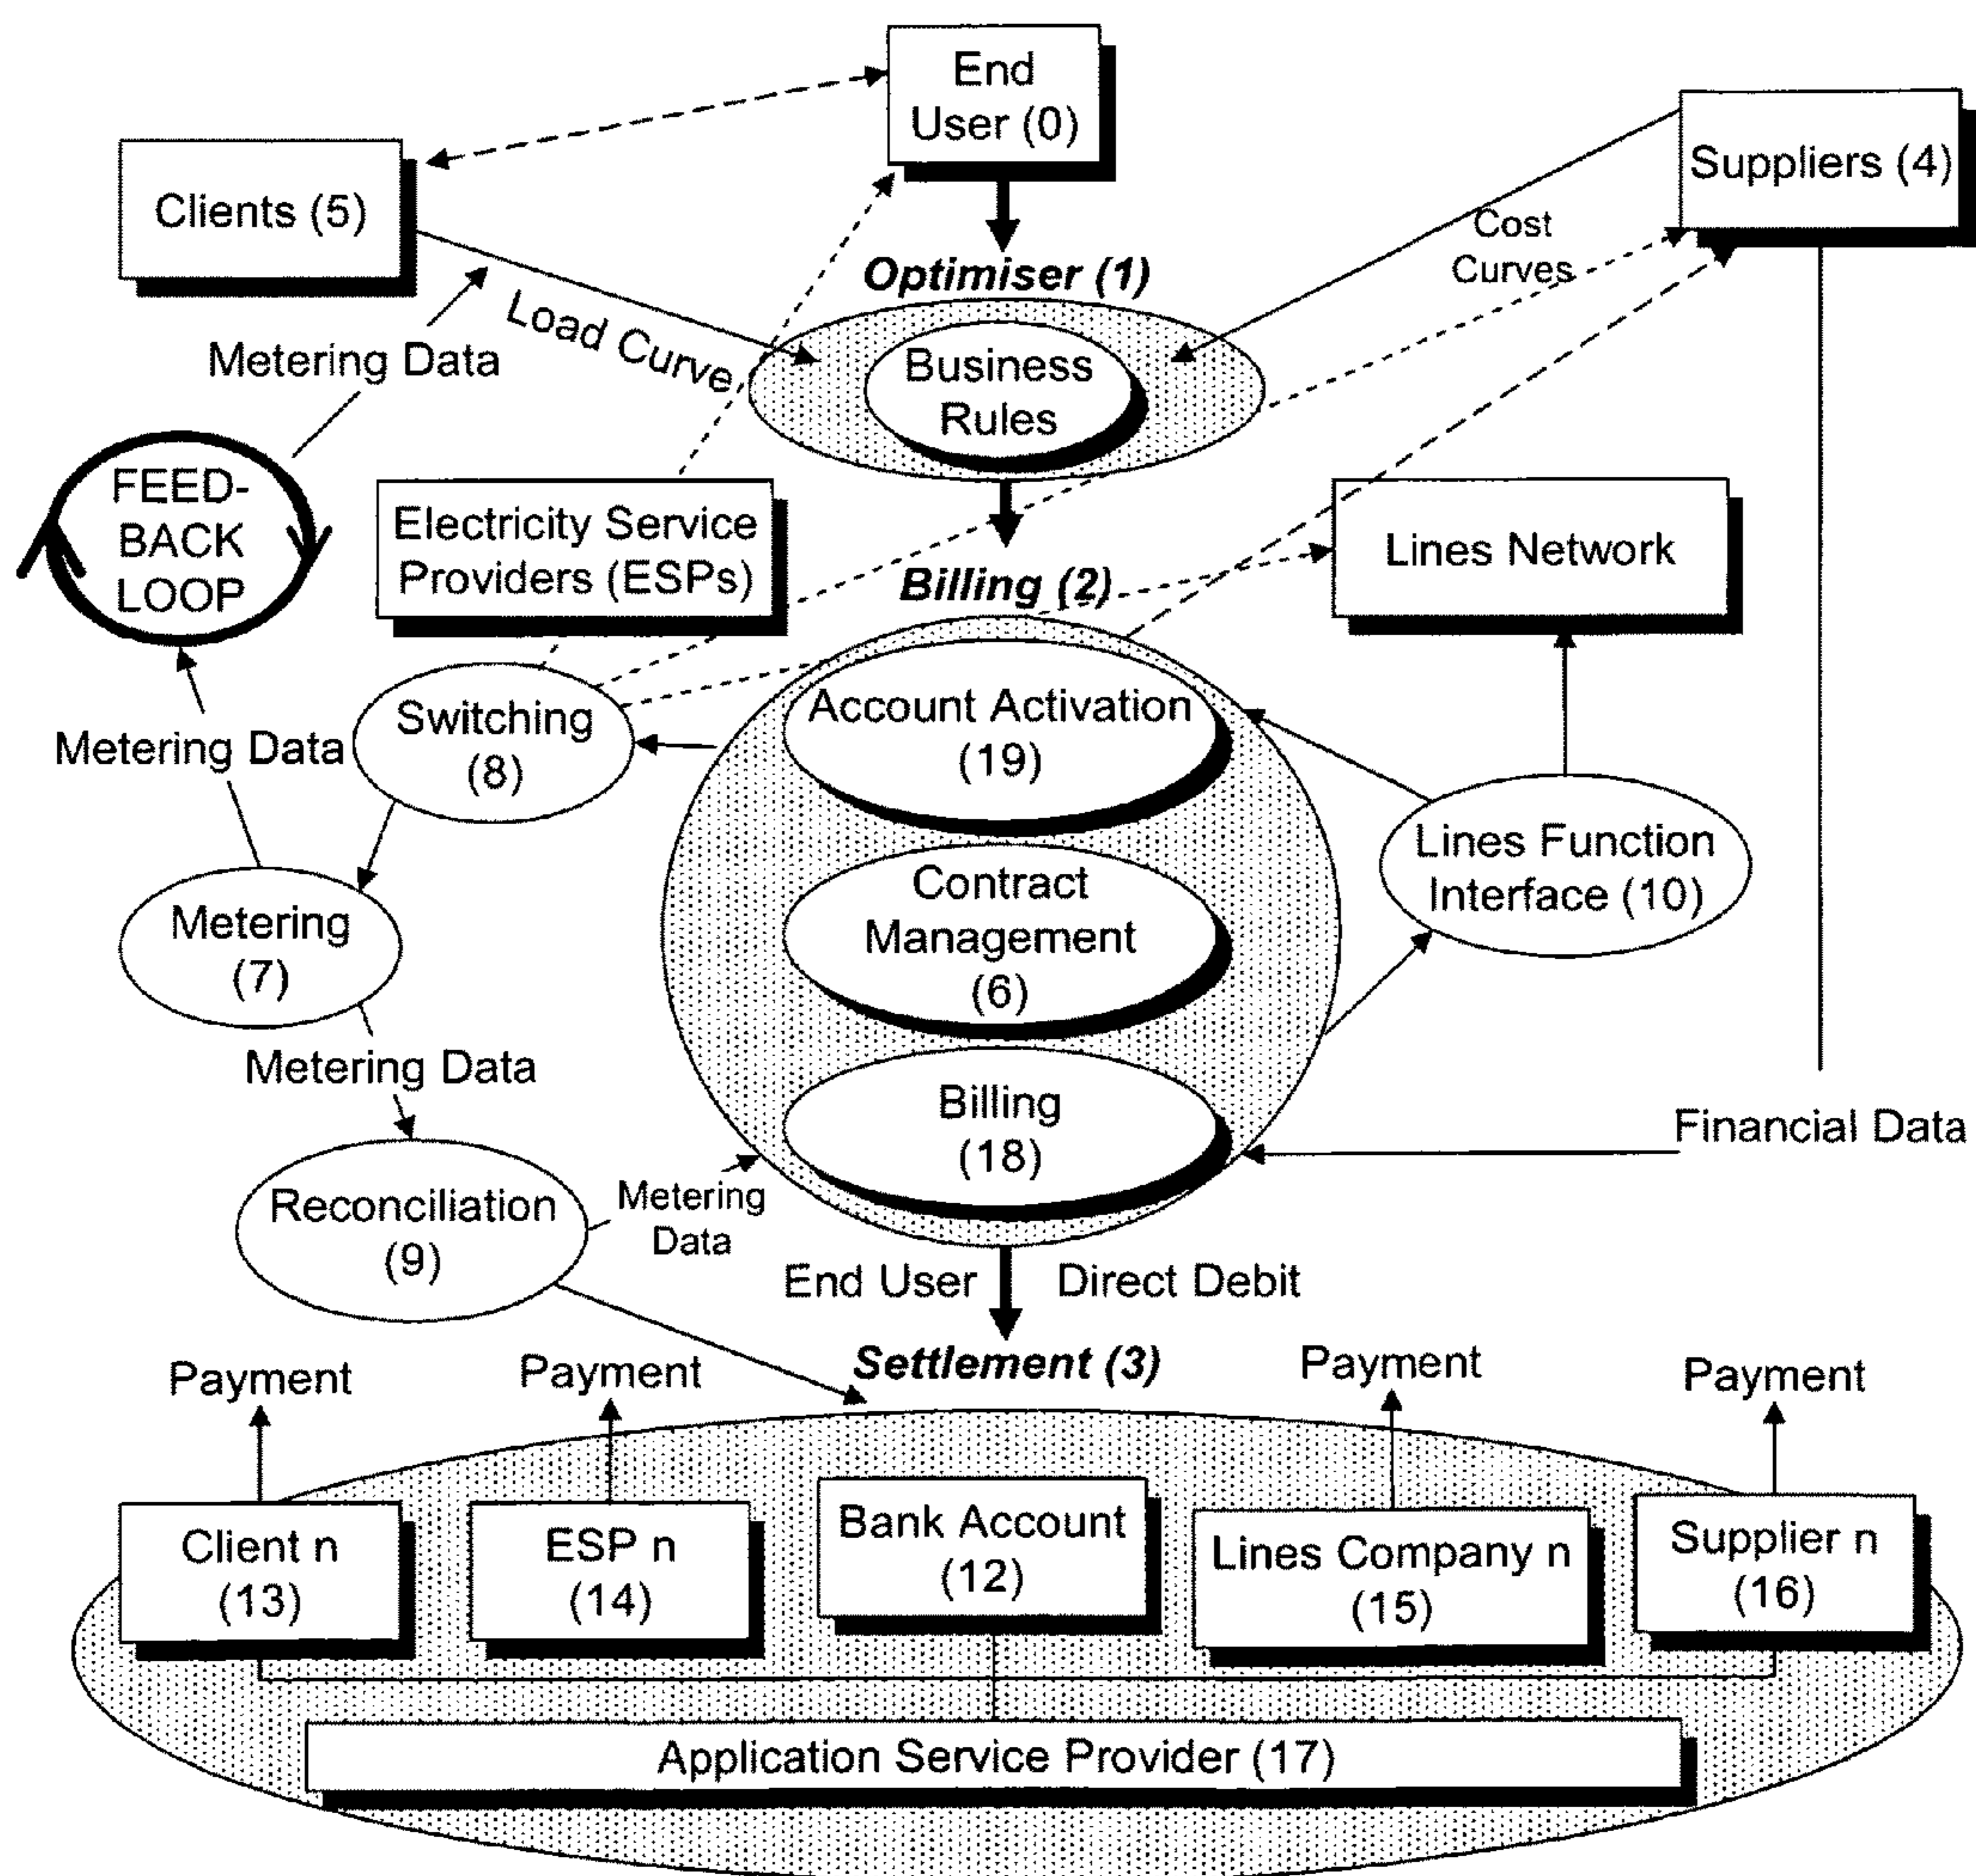 End
User (0)
Clients (5)
Suppliers (4)
Cost
Curves
Optimiser (1)
Load Curve
Metering Data
Business
Rules
FEED-
BACK
LOOP
Electricity Service
Providers (ESPs)
Lines Network
Billing (2)
Account Activation
(19)
Switching
(8)
Metering Data
Lines Function
Interface (10)
Contract
Management
(6)
Metering
(7)
Metering Data
Billing
(18)
Financial Data
Reconciliation
(9)
Metering
Data
End User
Direct Debit
Settlement (3)
Payment
Payment
Payment
Payment
Client n
(13)
ESP n
(14)
Bank Account
(12)
Lines Company n
(15)
Supplier n
(16)
Application Service Provider (17)